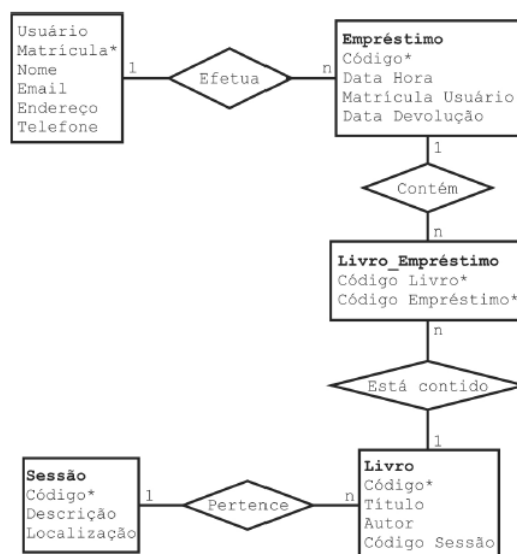 Usuário
Matrícula*
Nome
Email
Endereço
Telefone
1
Efetua
n
Empréstimo
Código*
Data Hora
Matrícula Usuário
Data Devolução
1
Contém
n
Livro_Empréstimo
Código Livro*
Código Empréstimo*
n
Está contido
1
Sessão
Código*
Descrição
Localização
1
Pertence
n
Livro
Código*
Título
Autor
Código Sessão